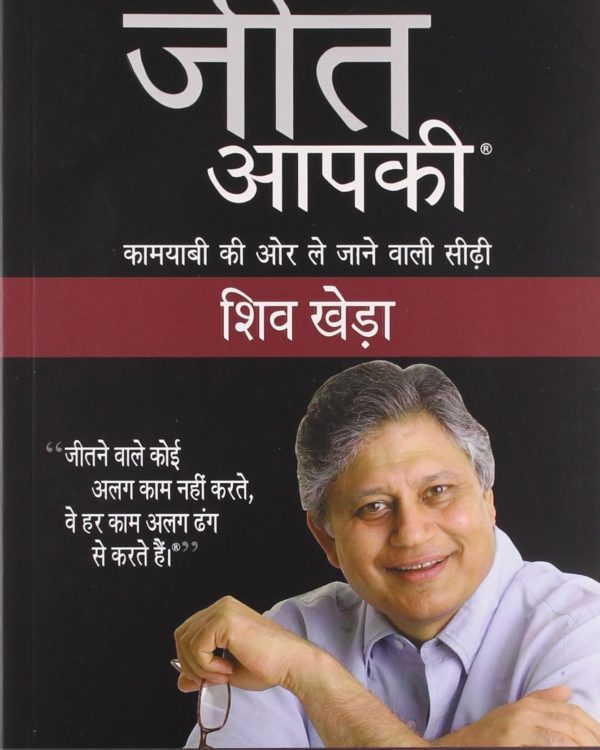 जीत
आपकी®
कामयाबी की ओर ले जाने वाली सीढ़ी
शिव खेड़ा
“जीतने वाले कोई
अलग काम नहीं करते,
वे हर काम अलग ढंग
से करते हैं।®”